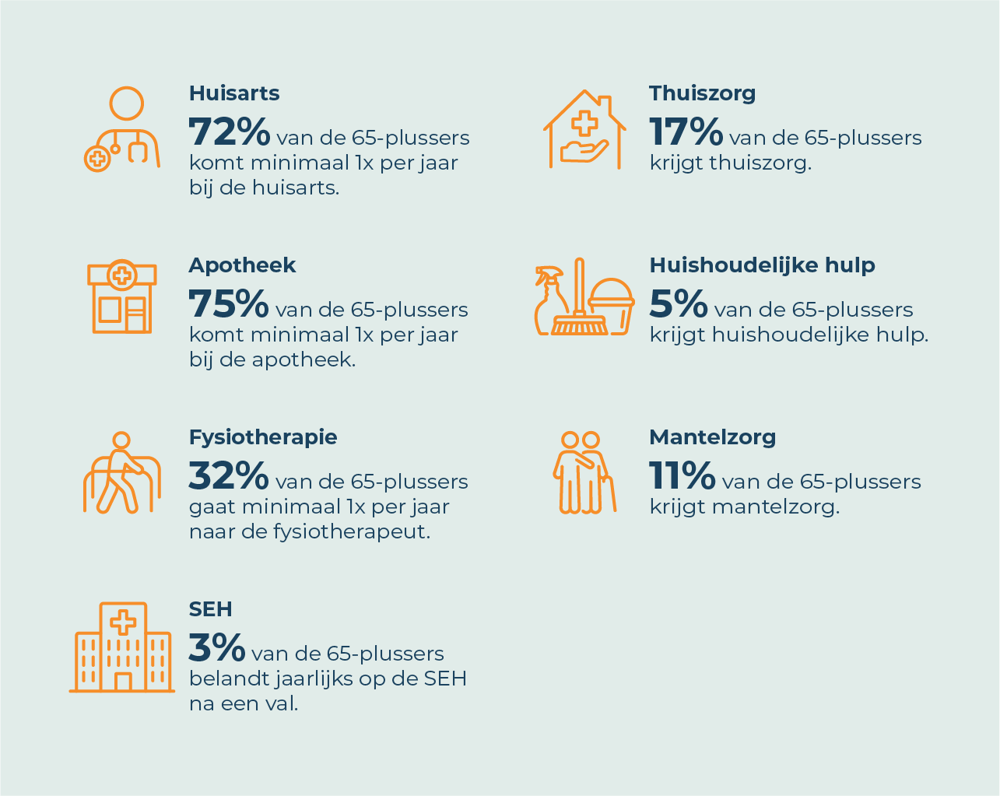 Huisarts
72% van de 65-plussers
komt minimaal 1x per jaar
bij de huisarts.
Apotheek
75% van de 65-plussers
komt minimaal 1x per jaar
bij de apotheek.
Fysiotherapie
32% van de 65-plussers
gaat minimaal 1x per jaar
naar de fysiotherapeut.
SEH
3% van de 65-plussers
belandt jaarlijks op de SEH
na een val.
Thuiszorg
17% van de 65-plussers
krijgt thuiszorg.
Huishoudelijke hulp
5% van de 65-plussers
krijgt huishoudelijke hulp.
Mantelzorg
11% van de 65-plussers
krijgt mantelzorg.